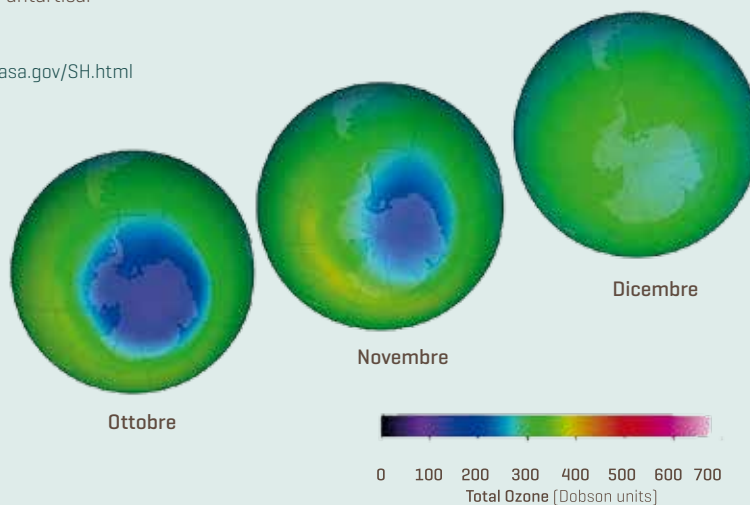 asa.gov/SH.html
Dicembre
Novembre
Ottobre
0 100 200 300 400 500 600 700
Total Ozone (Dobson units)